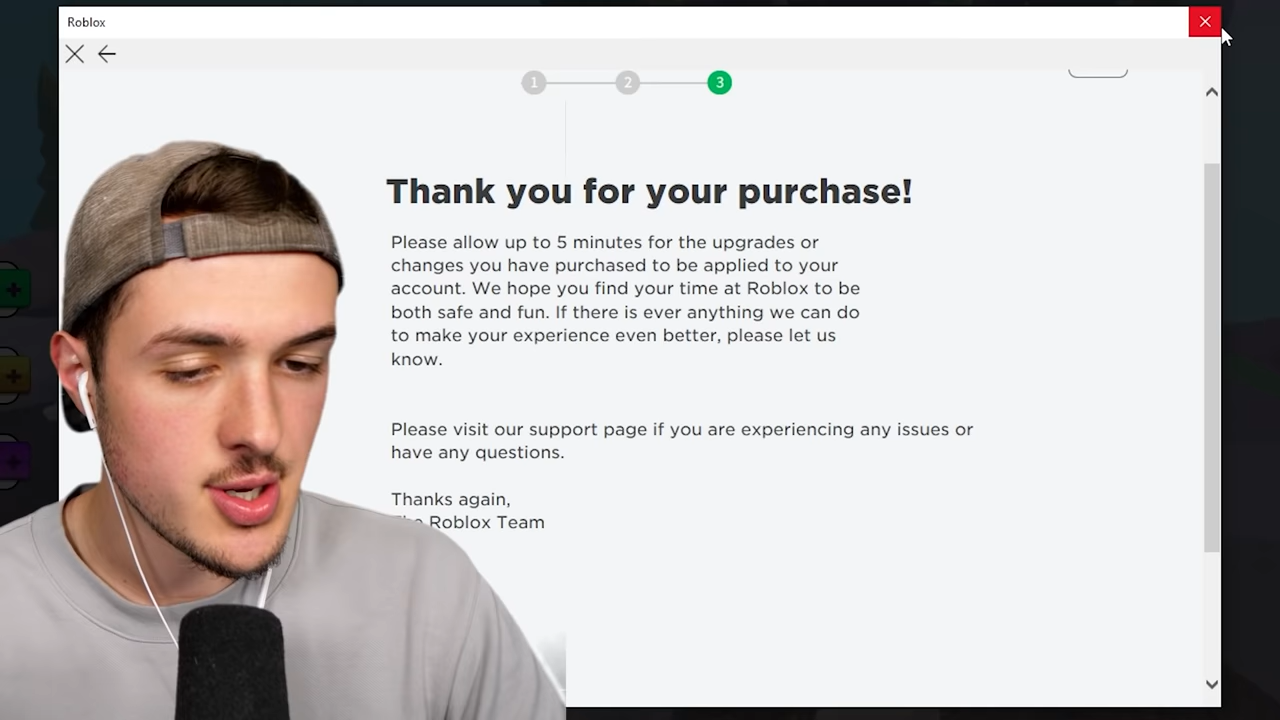 Roblox
1 2 3
Thank you for your purchase!
Please allow up to 5 minutes for the upgrades or
changes you have purchased to be applied to your
account. We hope you find your time at Roblox to be
both safe and fun. If there is ever anything we can do
to make your experience even better, please let us
know.
Please visit our support page if you are experiencing any issues or
have any questions.
Thanks again,
The Roblox Team